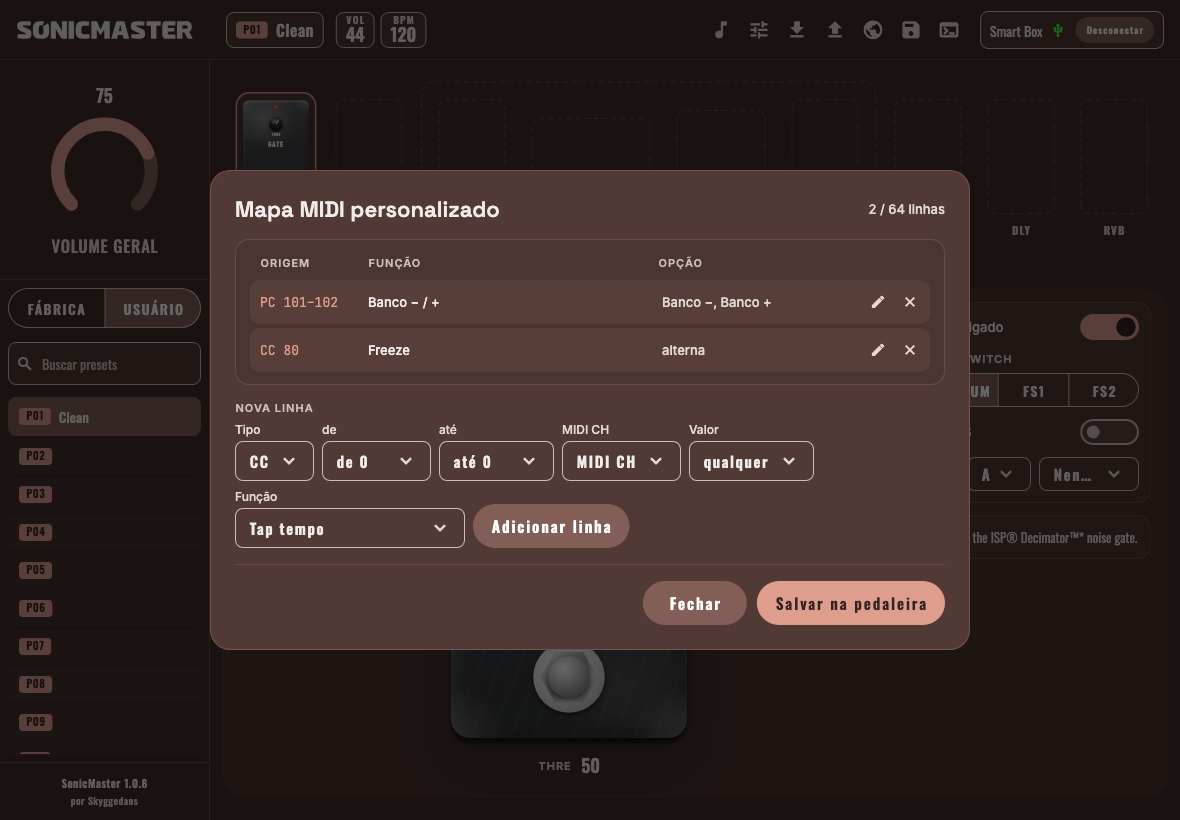 SONICMASTER
P01 Clean
VOL 44
BPM 120
Smart Box
Desconectar
75
VOLUME GERAL
FÁBRICA
USUÁRIO
Buscar presets
P01 Clean
P02
P03
P04
P05
P06
P07
P08
P09
SonicMaster 1.0.8
por Skyggedans
GATE
DLY
RVB
Mapa MIDI personalizado
2 / 64 linhas
ORIGEM FUNÇÃO OPÇÃO
PC 101–102 Banco − / + Banco −, Banco +
CC 80 Freeze alterna
NOVA LINHA
Tipo de até MIDI CH Valor
CC de 0 até 0 MIDI CH qualquer
Função
Tap tempo
Adicionar linha
Fechar
Salvar na pedaleira
lgado
WITCH
UM FS1 FS2
A Nen…
the ISP® Decimator™* noise gate.
THRE 50